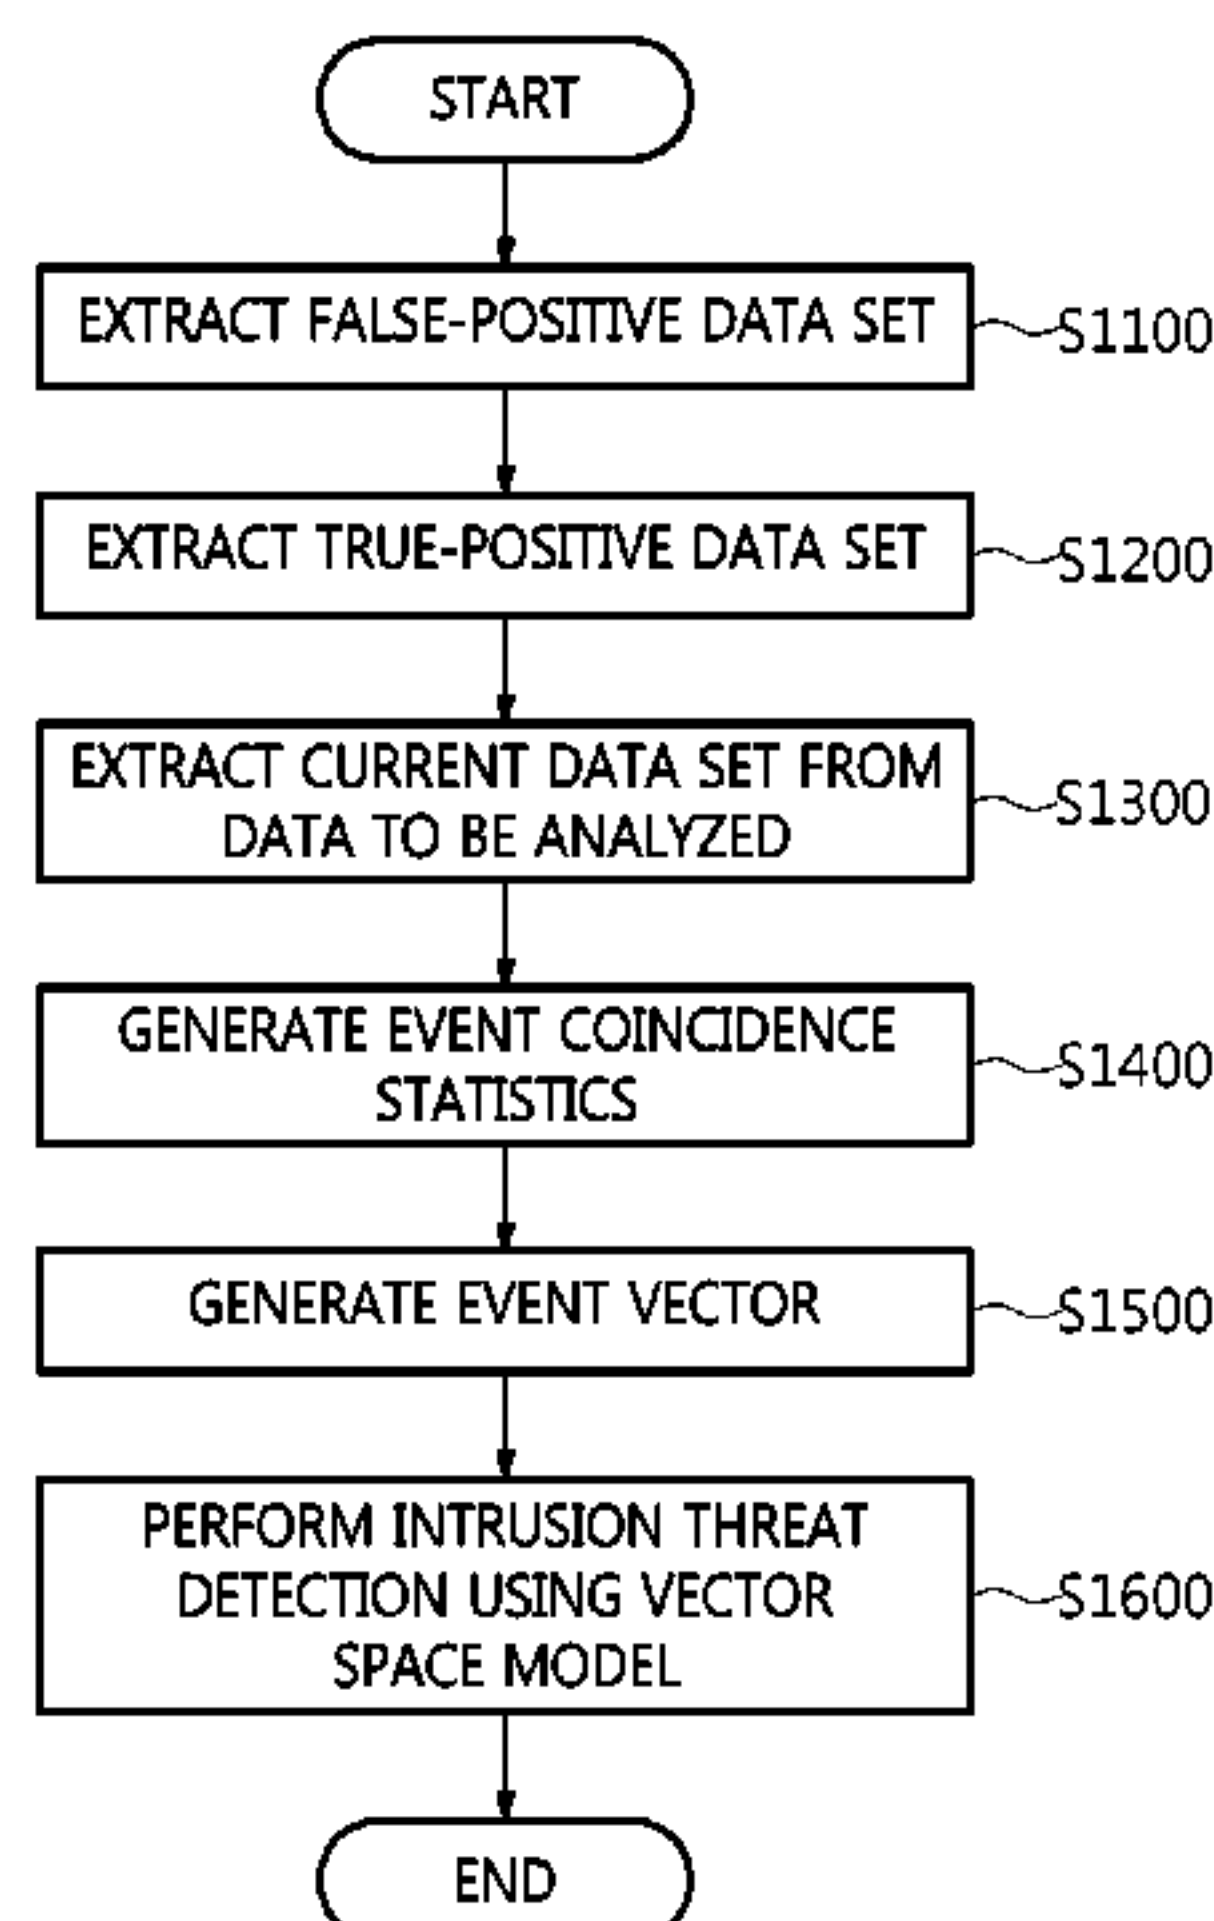 START
EXTRACT FALSE-POSITIVE DATA SET
S1100
EXTRACT TRUE-POSITIVE DATA SET
S1200
EXTRACT CURRENT DATA SET FROM
DATA TO BE ANALYZED
S1300
GENERATE EVENT COINCIDENCE
STATISTICS
S1400
GENERATE EVENT VECTOR
S1500
PERFORM INTRUSION THREAT
DETECTION USING VECTOR
SPACE MODEL
S1600
END